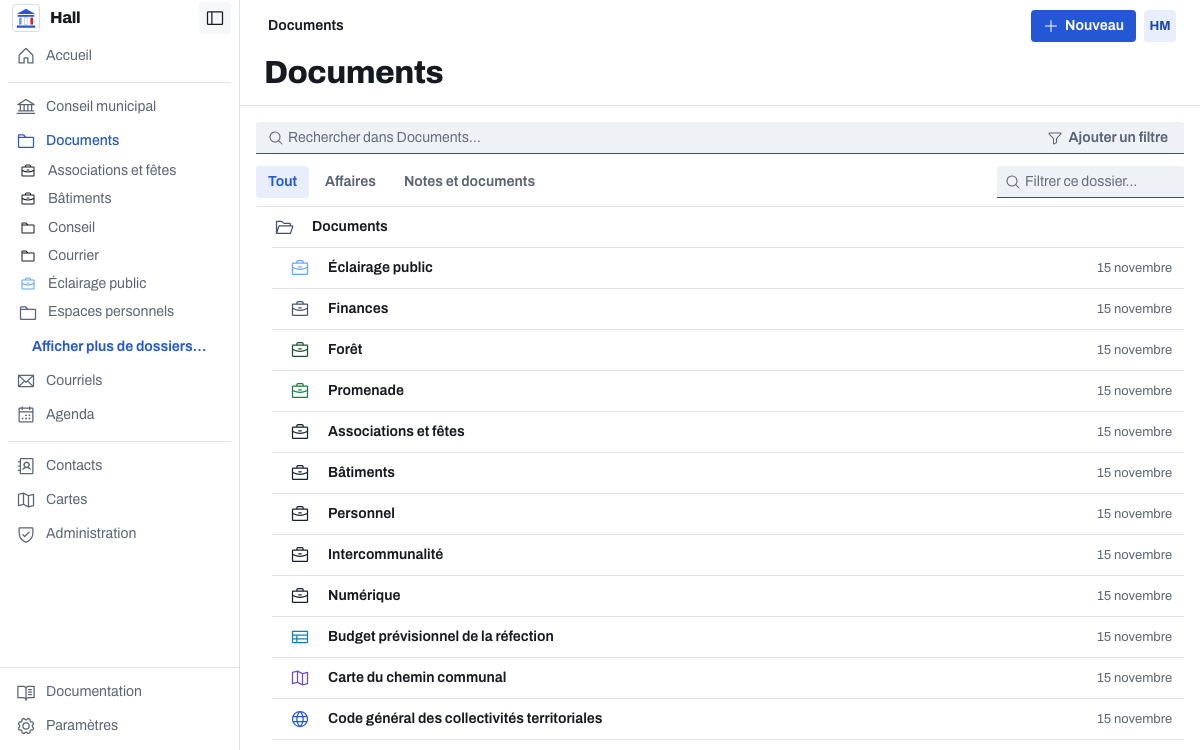 Hall
Accueil
Conseil municipal
Documents
Associations et fêtes
Bâtiments
Conseil
Courrier
Éclairage public
Espaces personnels
Afficher plus de dossiers...
Courriels
Agenda
Contacts
Cartes
Administration
Documentation
Paramètres
Documents
Nouveau
HM
Documents
Rechercher dans Documents...
Ajouter un filtre
Tout Affaires Notes et documents
Filtrer ce dossier...
Documents
Éclairage public 15 novembre
Finances 15 novembre
Forêt 15 novembre
Promenade 15 novembre
Associations et fêtes 15 novembre
Bâtiments 15 novembre
Personnel 15 novembre
Intercommunalité 15 novembre
Numérique 15 novembre
Budget prévisionnel de la réfection 15 novembre
Carte du chemin communal 15 novembre
Code général des collectivités territoriales 15 novembre